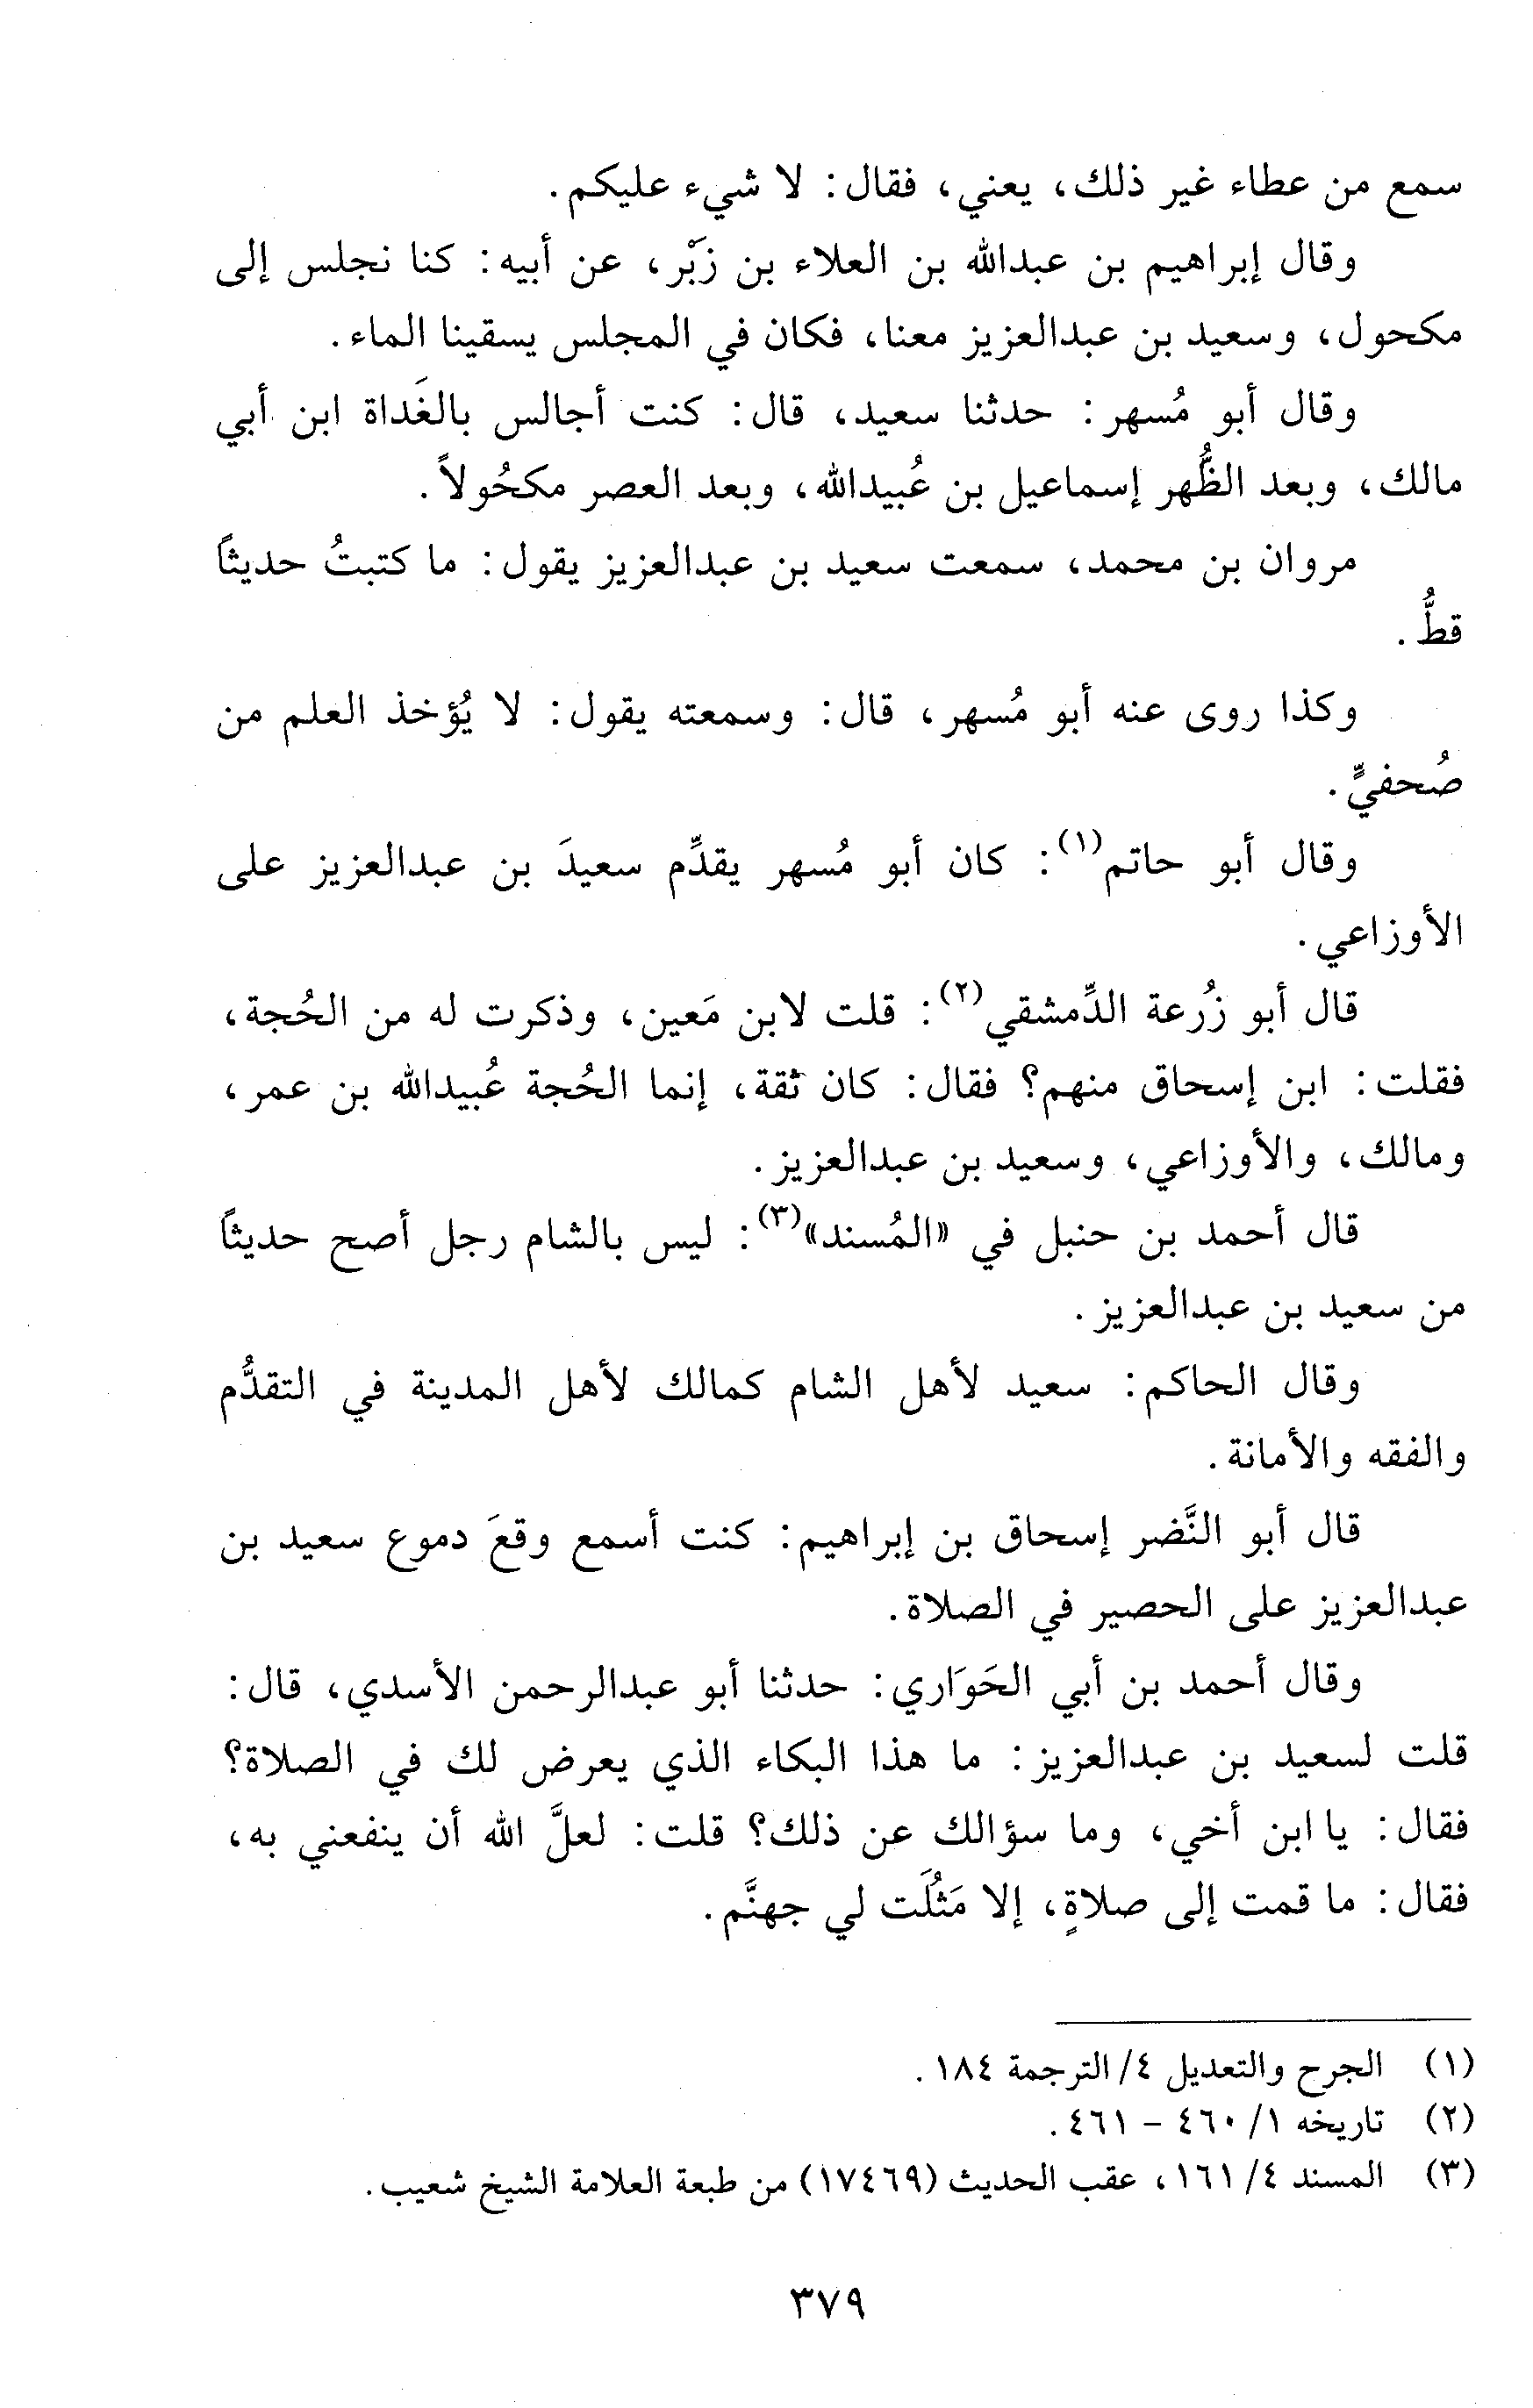 سمع من عطاء غير ذلك، يعني، فقال: لا شيء عليكم.
وقال إبراهيم بن عبدالله بن العلاء بن زَبْر، عن أبيه: كنا نجلس إلى
مكحول، وسعيد بن عبدالعزيز معنا، فكان في المجلس يسقينا الماء.
وقال أبو مُسهر: حدثنا سعيد، قال: كنت أجالس بالغَداة ابن أبي
مالك، وبعد الظُّهر إسماعيل بن عُبيدالله، وبعد العصر مكحُولاً.
مروان بن محمد، سمعت سعيد بن عبدالعزيز يقول: ما كتبتُ حديثاً
قطُّ.
وكذا روى عنه أبو مُسهر، قال: وسمعته يقول: لا يُؤخذ العلم من
صُحفيٍّ.
وقال أبو حاتم(١): كان أبو مُسهر يقدِّم سعيدَ بن عبدالعزيز على
الأوزاعي.
قال أبو زُرعة الدِّمشقي(٢): قلت لابن مَعين، وذكرت له من الحُجة،
فقلت: ابن إسحاق منهم؟ فقال: كان ثقة، إنما الحُجة عُبيدالله بن عمر،
ومالك، والأوزاعي، وسعيد بن عبدالعزيز.
قال أحمد بن حنبل في «المُسند»(٣): ليس بالشام رجل أصح حديثاً
من سعيد بن عبدالعزيز.
وقال الحاكم: سعيد لأهل الشام كمالك لأهل المدينة في التقدُّم
والفقه والأمانة.
قال أبو النَّضر إسحاق بن إبراهيم: كنت أسمع وقعَ دموع سعيد بن
عبدالعزيز على الحصير في الصلاة.
وقال أحمد بن أبي الحَوَاري: حدثنا أبو عبدالرحمن الأسدي، قال:
قلت لسعيد بن عبدالعزيز: ما هذا البكاء الذي يعرض لك في الصلاة؟
فقال: يا ابن أخي، وما سؤالك عن ذلك؟ قلت: لعلَّ الله أن ينفعني به،
فقال: ما قمت إلى صلاةٍ، إلا مَثُلَت لي جهنَّم.
(١) الجرح والتعديل ٤/ الترجمة ١٨٤.
(٢) تاريخه ١/ ٤٦٠ – ٤٦١.
(٣) المسند ٤/ ١٦١، عقب الحديث (١٧٤٦٩) من طبعة العلامة الشيخ شعيب.
٣٧٩